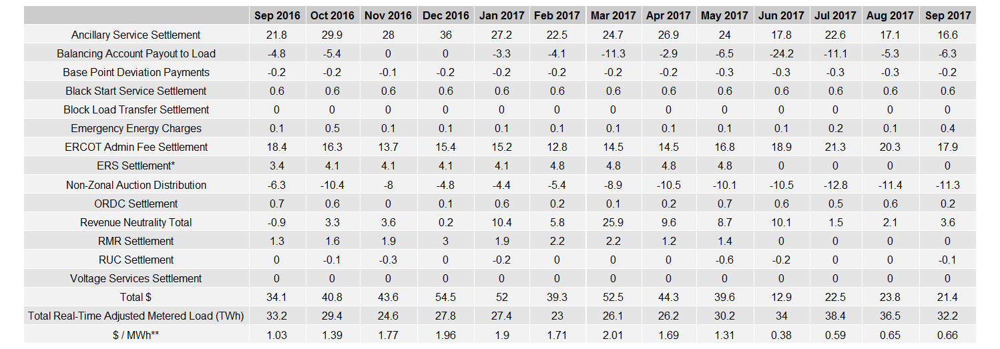 Sep 2016 Oct 2016 Nov 2016 Dec 2016 Jan 2017 Feb 2017 Mar 2017 Apr 2017 May 2017 Jun 2017 Jul 2017 Aug 2017 Sep 2017
Ancillary Service Settlement 21.8 29.9 28 36 27.2 22.5 24.7 26.9 24 17.8 22.6 17.1 16.6
Balancing Account Payout to Load -4.8 -5.4 0 0 -3.3 -4.1 -11.3 -2.9 -6.5 -24.2 -11.1 -5.3 -6.3
Base Point Deviation Payments -0.2 -0.2 -0.1 -0.2 -0.2 -0.2 -0.2 -0.2 -0.3 -0.3 -0.3 -0.3 -0.2
Black Start Service Settlement 0.6 0.6 0.6 0.6 0.6 0.6 0.6 0.6 0.6 0.6 0.6 0.6 0.6
Block Load Transfer Settlement 0 0 0 0 0 0 0 0 0 0 0 0 0
Emergency Energy Charges 0.1 0.5 0.1 0.1 0.1 0.1 0.1 0.1 0.1 0.1 0.2 0.1 0.4
ERCOT Admin Fee Settlement 18.4 16.3 13.7 15.4 15.2 12.8 14.5 14.5 16.8 18.9 21.3 20.3 17.9
ERS Settlement* 3.4 4.1 4.1 4.1 4.1 4.8 4.8 4.8 4.8 0 0 0 0
Non-Zonal Auction Distribution -6.3 -10.4 -8 -4.8 -4.4 -5.4 -8.9 -10.5 -10.1 -10.5 -12.8 -11.4 -11.3
ORDC Settlement 0.7 0.6 0 0.1 0.6 0.2 0.1 0.2 0.7 0.6 0.5 0.6 0.2
Revenue Neutrality Total -0.9 3.3 3.6 0.2 10.4 5.8 25.9 9.6 8.7 10.1 1.5 2.1 3.6
RMR Settlement 1.3 1.6 1.9 3 1.9 2.2 2.2 1.2 1.4 0 0 0 0
RUC Settlement 0 -0.1 -0.3 0 -0.2 0 0 0 -0.6 -0.2 0 0 -0.1
Voltage Services Settlement 0 0 0 0 0 0 0 0 0 0 0 0 0
Total $ 34.1 40.8 43.6 54.5 52 39.3 52.5 44.3 39.6 12.9 22.5 23.8 21.4
Total Real-Time Adjusted Metered Load (TWh) 33.2 29.4 24.6 27.8 27.4 23 26.1 26.2 30.2 34 38.4 36.5 32.2
$ / MWh** 1.03 1.39 1.77 1.96 1.9 1.71 2.01 1.69 1.31 0.38 0.59 0.65 0.66